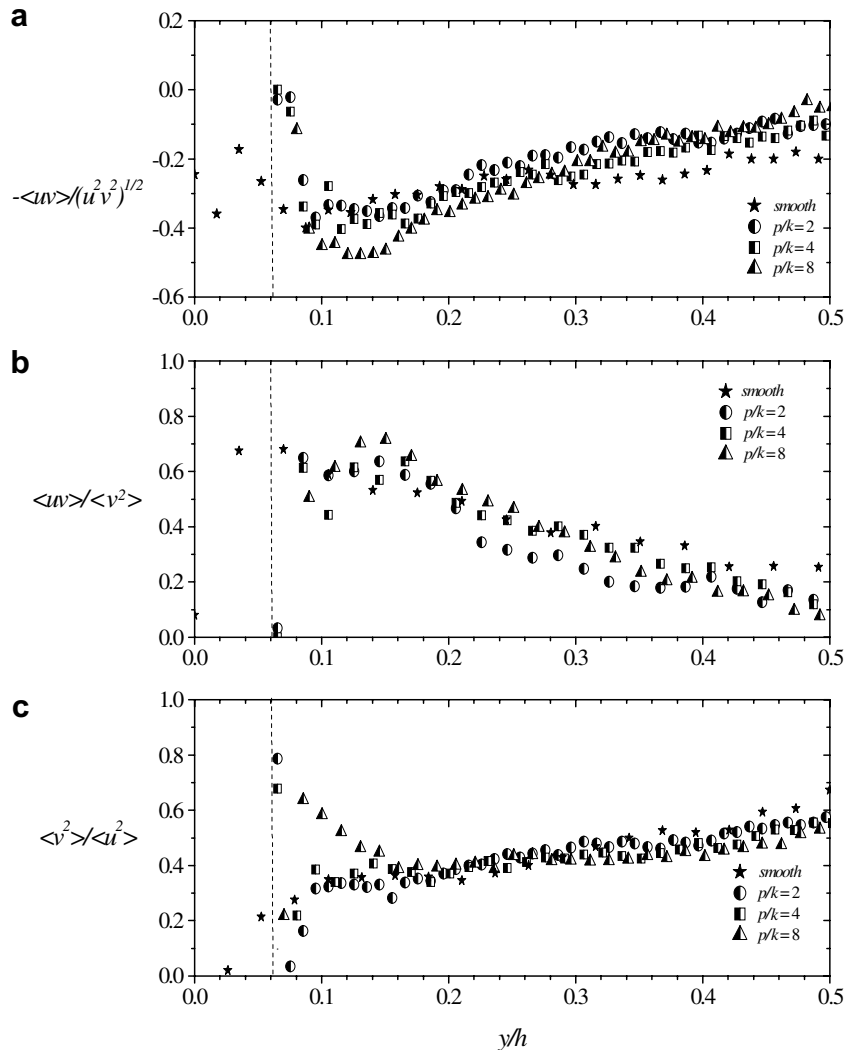 a
0.2
0.0
-0.2
-0.4
-0.6
-<uv>/(u²v²)^1/2
smooth
p/k=2
p/k=4
p/k=8
0.0 0.1 0.2 0.3 0.4 0.5
b
1.0
0.8
0.6
0.4
0.2
0.0
<uv>/<v²>
smooth
p/k=2
p/k=4
p/k=8
0.0 0.1 0.2 0.3 0.4 0.5
c
1.0
0.8
0.6
0.4
0.2
0.0
<v²>/<u²>
smooth
p/k=2
p/k=4
p/k=8
0.0 0.1 0.2 0.3 0.4 0.5
y/h